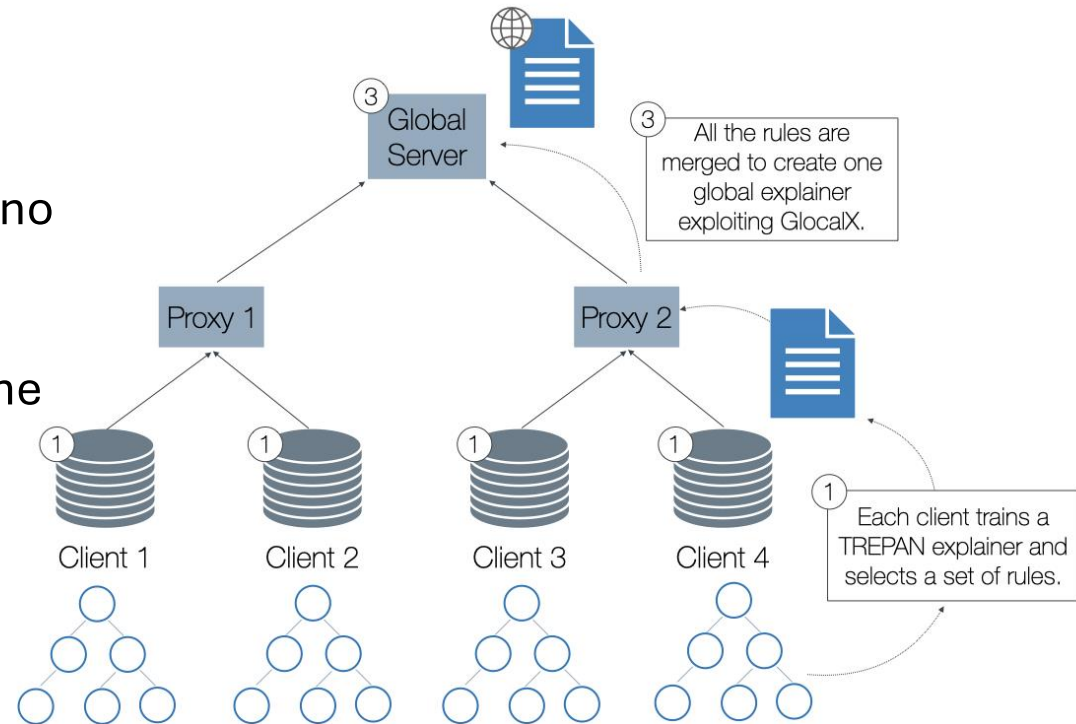 3
Global
Server
3
All the rules are
merged to create one
global explainer
exploiting GlocalX.
no
Proxy 1
Proxy 2
ne
1
1
1
1
1
Each client trains a
TREPAN explainer and
selects a set of rules.
Client 1
Client 2
Client 3
Client 4